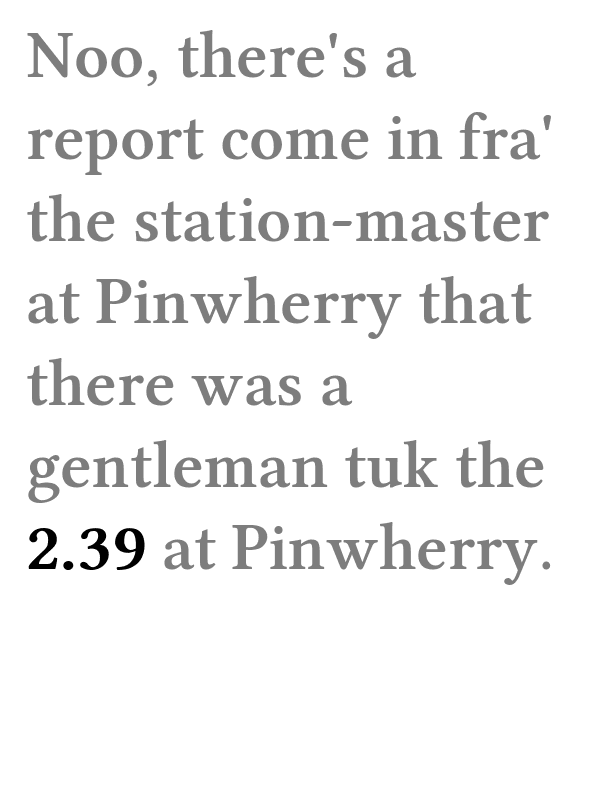 Noo, there's a
report come in fra'
the station-master
at Pinwherry that
there was a
gentleman tuk the
2.39 at Pinwherry.